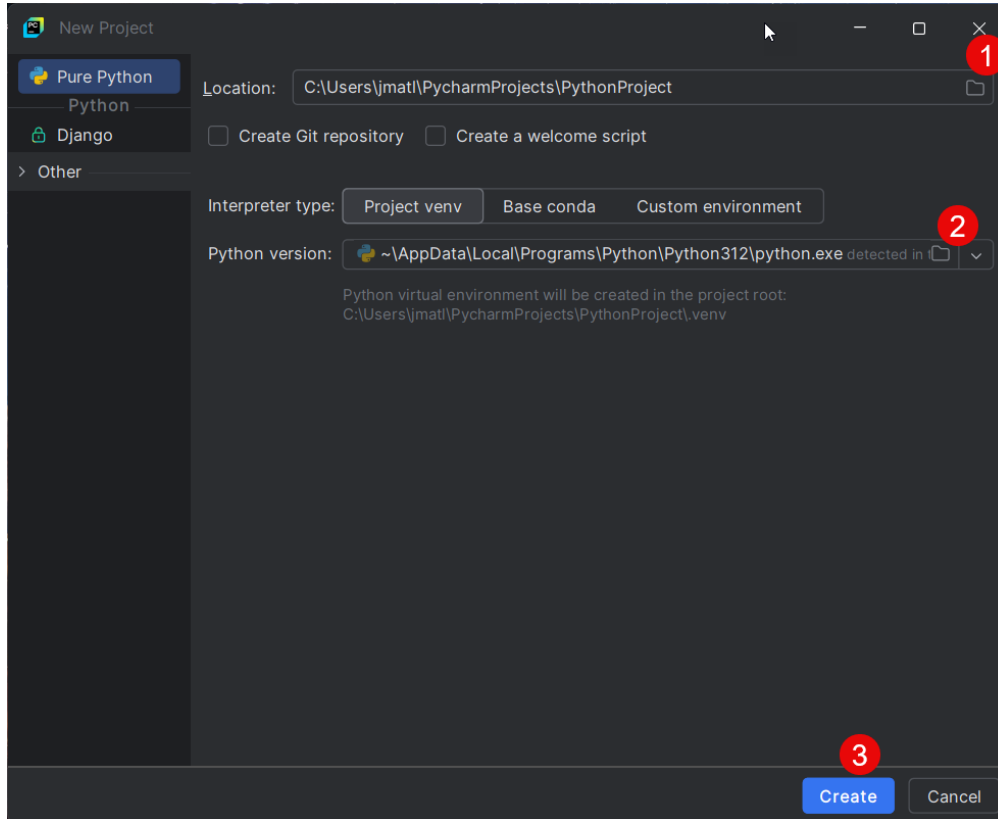 New Project
1
Pure Python
Python
Django
Other
Location: C:\Users\jmatl\PycharmProjects\PythonProject
Create Git repository Create a welcome script
Interpreter type: Project venv Base conda Custom environment
2
Python version: ~\AppData\Local\Programs\Python\Python312\python.exe detected in
Python virtual environment will be created in the project root:
C:\Users\jmatl\PycharmProjects\PythonProject\.venv
3
Create Cancel